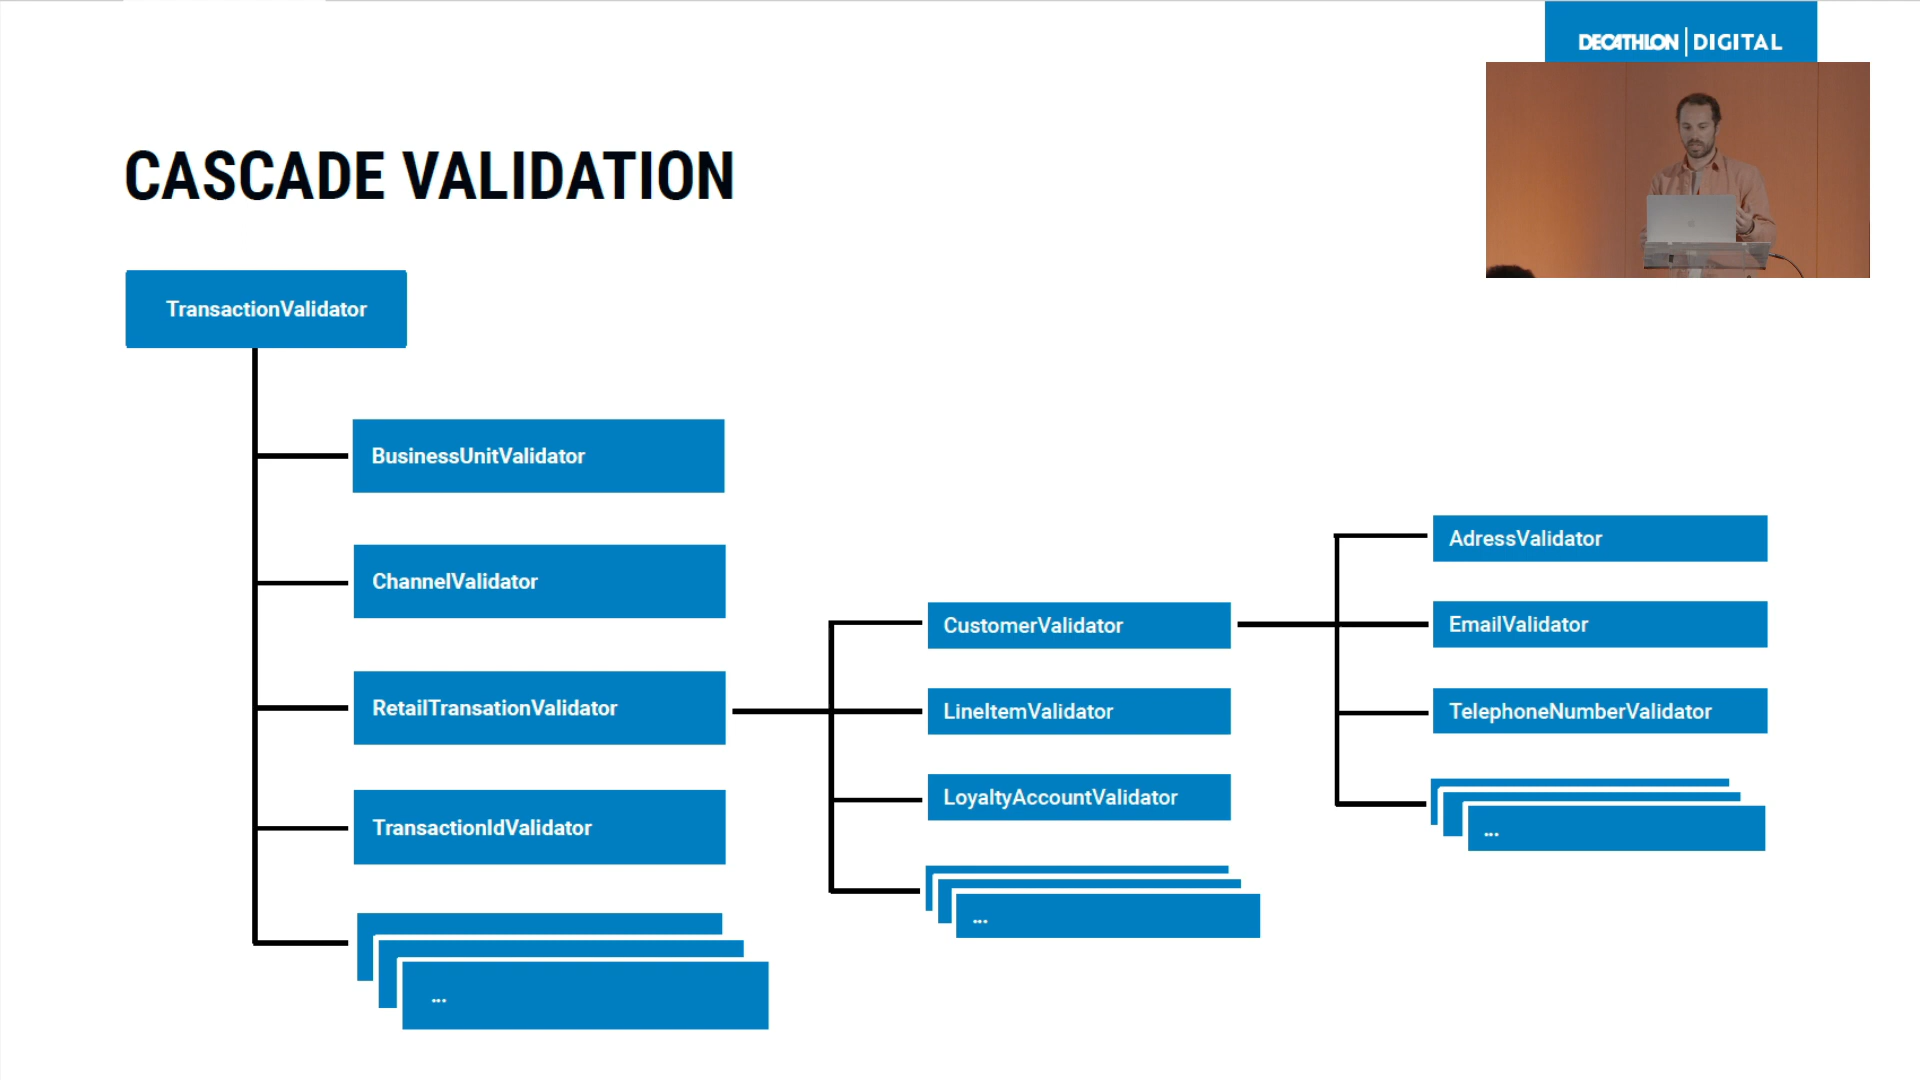 DECATHLON | DIGITAL
CASCADE VALIDATION
TransactionValidator
BusinessUnitValidator
ChannelValidator
RetailTransationValidator
TransactionIdValidator
...
CustomerValidator
LineItemValidator
LoyaltyAccountValidator
...
AdressValidator
EmailValidator
TelephoneNumberValidator
...